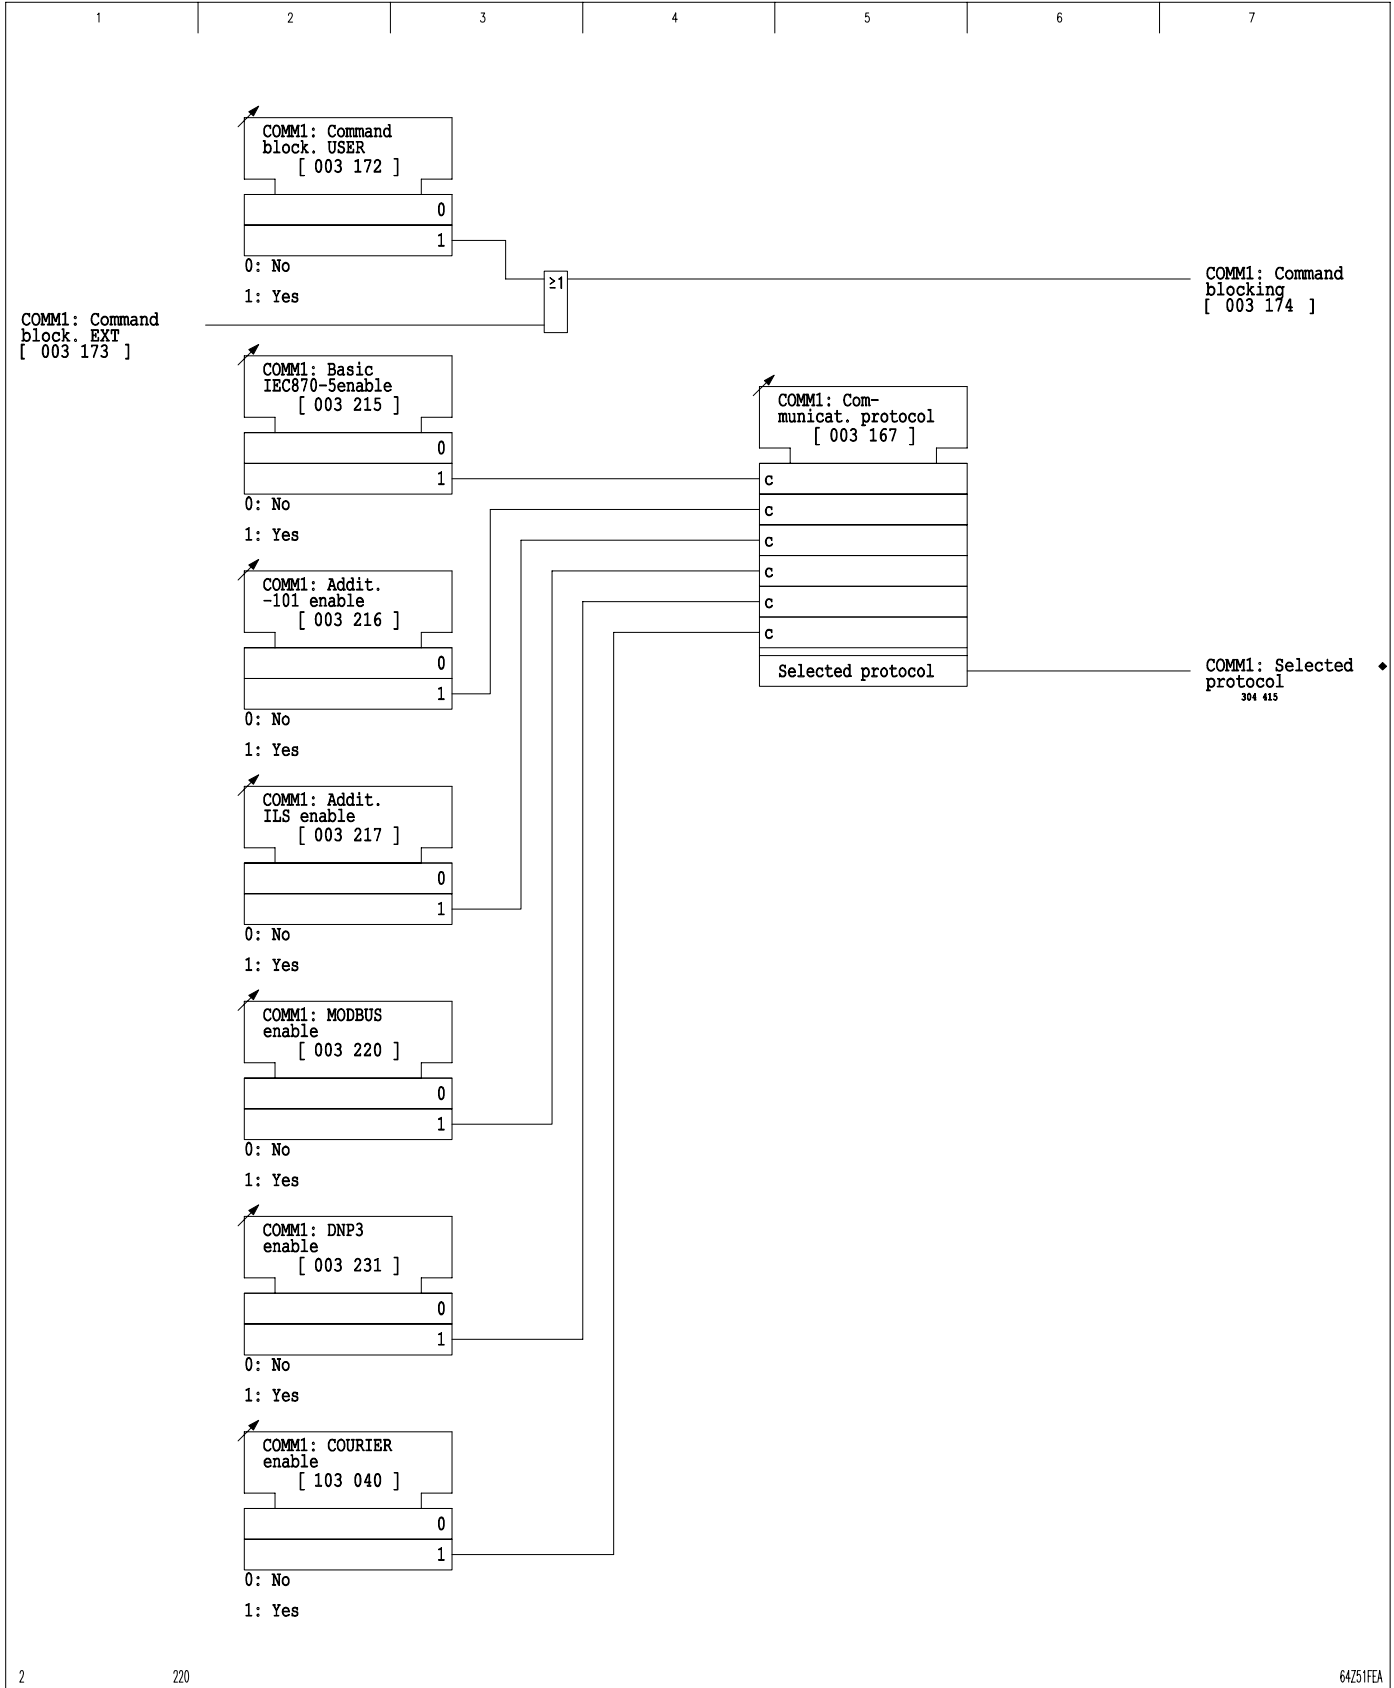 1 2 3 4 5 6 7
COMM1: Command
block. USER
[ 003 172 ]
0
1
0: No
1: Yes
≥1
COMM1: Command
blocking
[ 003 174 ]
COMM1: Command
block. EXT
[ 003 173 ]
COMM1: Basic
IEC870-5enable
[ 003 215 ]
0
1
0: No
1: Yes
COMM1: Com-
municat. protocol
[ 003 167 ]
c
c
c
c
c
c
Selected protocol
COMM1: Selected ◆
protocol
304 415
COMM1: Addit.
-101 enable
[ 003 216 ]
0
1
0: No
1: Yes
COMM1: Addit.
ILS enable
[ 003 217 ]
0
1
0: No
1: Yes
COMM1: MODBUS
enable
[ 003 220 ]
0
1
0: No
1: Yes
COMM1: DNP3
enable
[ 003 231 ]
0
1
0: No
1: Yes
COMM1: COURIER
enable
[ 103 040 ]
0
1
0: No
1: Yes
2 220 64Z51FEA